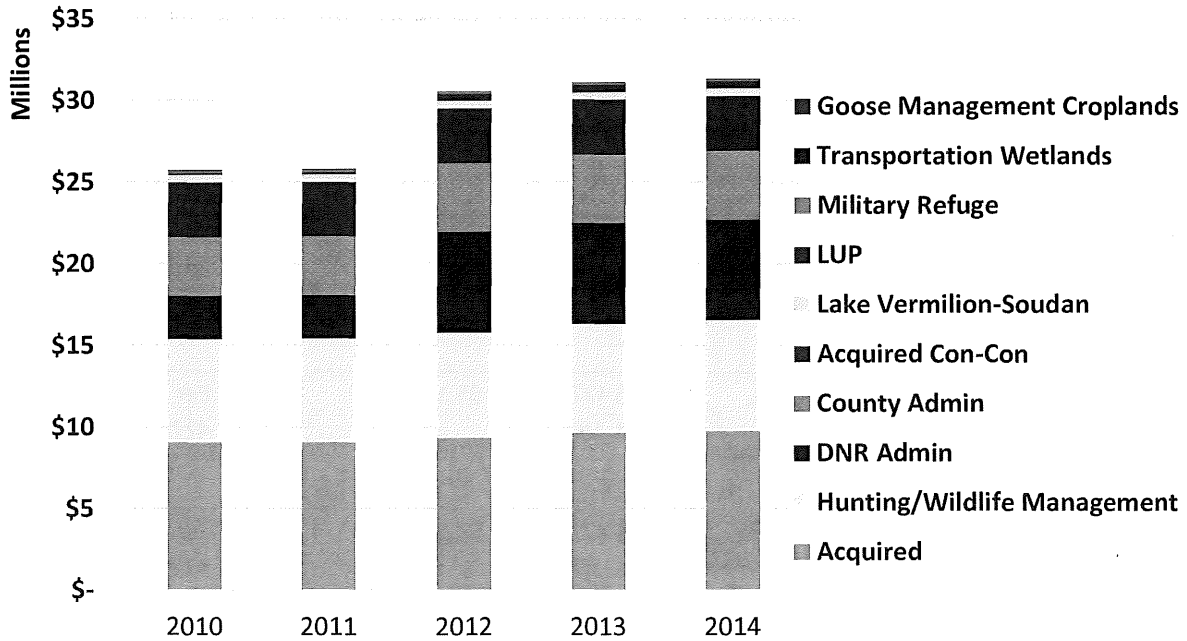 Millions
$35
$30
$25
$20
$15
$10
$5
$-
2010 2011 2012 2013 2014
Goose Management Croplands
Transportation Wetlands
Military Refuge
LUP
Lake Vermilion-Soudan
Acquired Con-Con
County Admin
DNR Admin
Hunting/Wildlife Management
Acquired